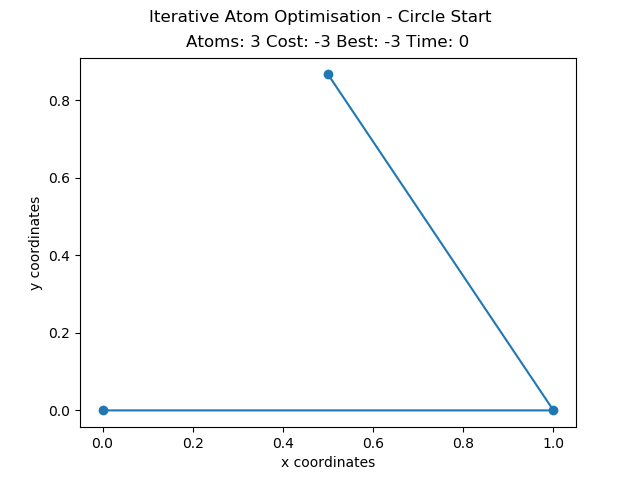 Iterative Atom Optimisation - Circle Start
Atoms: 3 Cost: -3 Best: -3 Time: 0
0.8
0.6
0.4
0.2
0.0
y coordinates
0.0 0.2 0.4 0.6 0.8 1.0
x coordinates